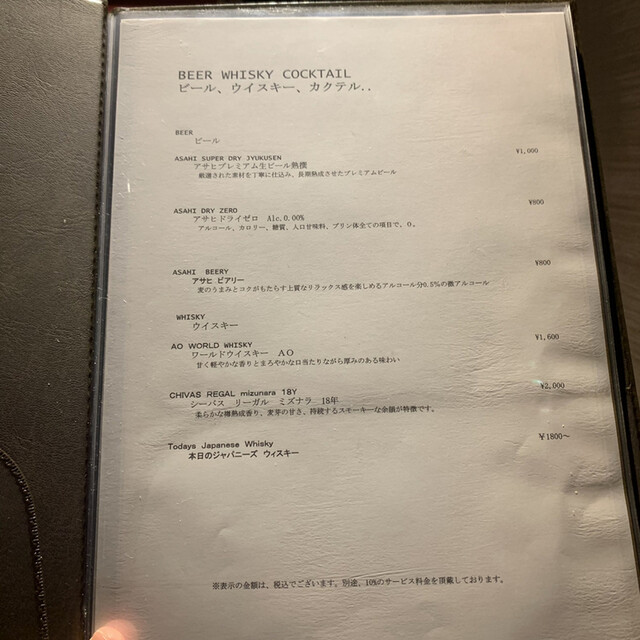 BEER WHISKY COCKTAIL
ビール、ウイスキー、カクテル..
BEER
ビール
ASAHI SUPER DRY JYUKUSEN ¥1,000
アサヒプレミアム生ビール熟撰
厳選された素材を丁寧に仕込み、長期熟成させたプレミアムビール
ASAHI DRY ZERO ¥800
アサヒドライゼロ Alc.0.00%
アルコール、カロリー、糖質、人口甘味料、プリン体全ての項目で、0。
ASAHI BEERY ¥800
アサヒ ビアリー
麦のうまみとコクがもたらす上質なリラックス感を楽しめるアルコール分0.5%の微アルコール
WHISKY
ウイスキー
AO WORLD WHISKY ¥1,600
ワールドウイスキー AO
甘く軽やかな香りとまろやかな口当たりながら厚みのある味わい
CHIVAS REGAL mizunara 18Y ¥2,000
シーバス リーガル ミズナラ 18年
柔らかな樽熟成香り、麦芽の甘さ、持続するスモーキーな余韻が特徴です。
Todays Japanese Whisky ¥1800～
本日のジャパニーズ ウィスキー
※表示の金額は、税込でございます。別途、10%のサービス料金を頂戴しております。